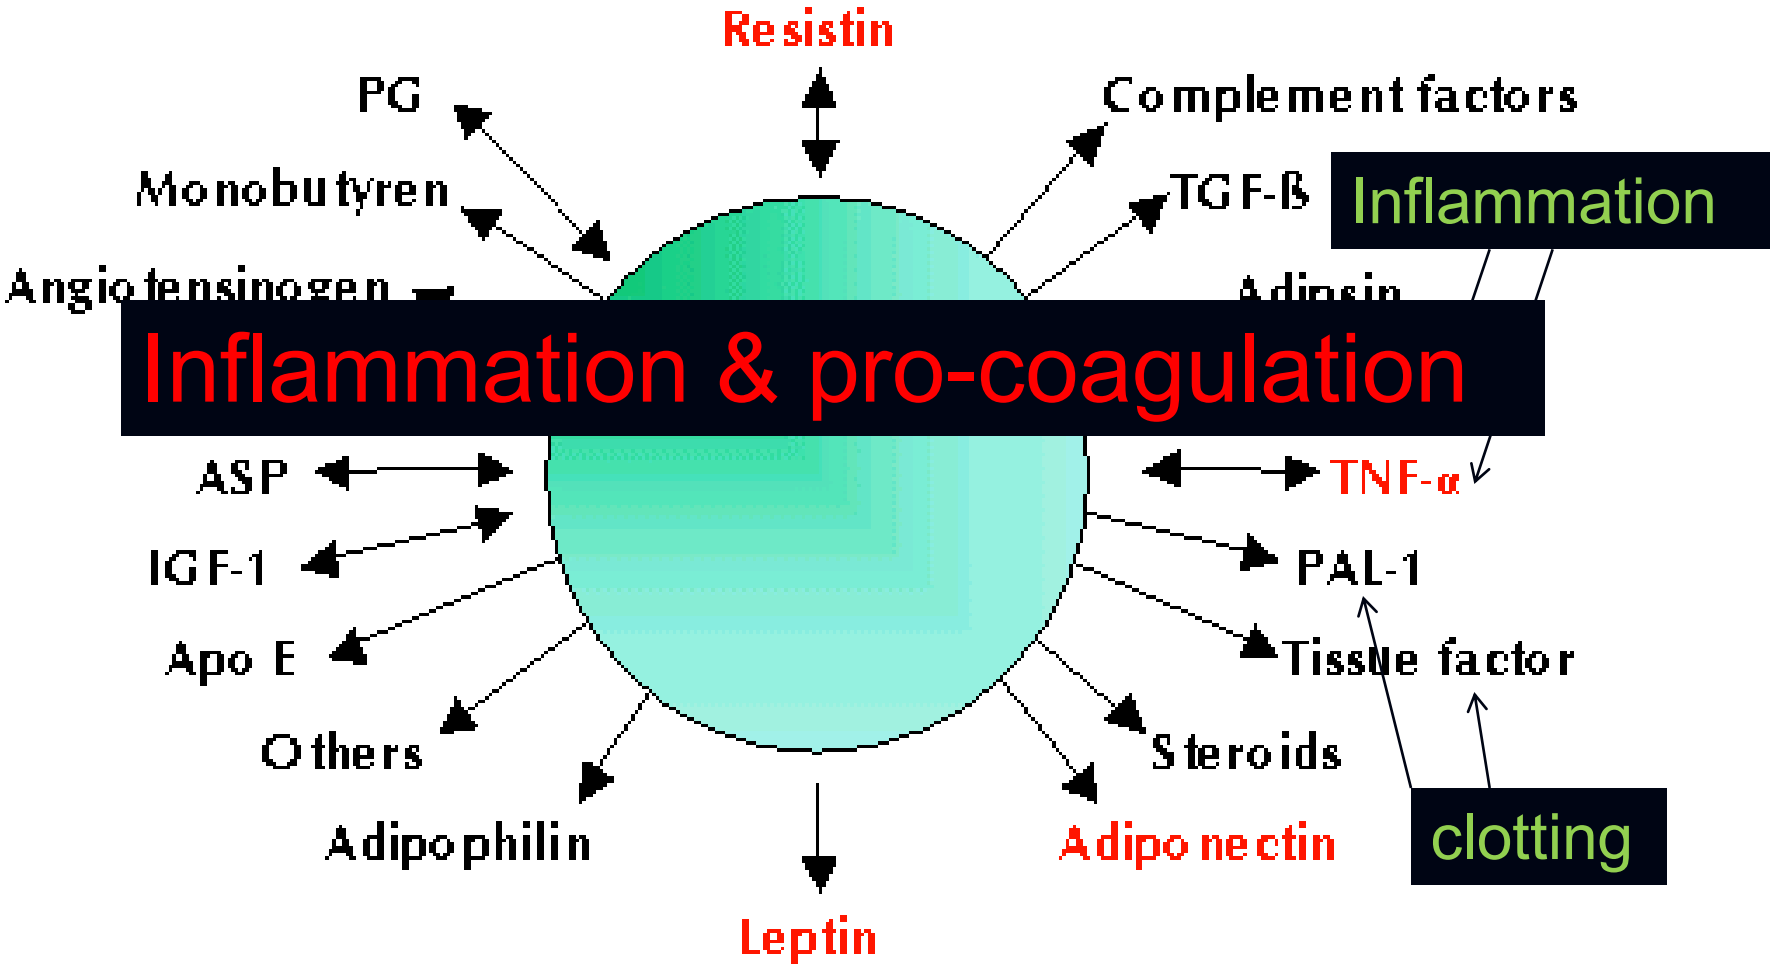 Resistin
PG
Complement factors
Monobutyren
TGF-ß
Inflammation
Angiotensinogen
Adipsin
Inflammation & pro-coagulation
ASP
TNF-α
IGF-1
PAL-1
Apo E
Tissue factor
Others
Steroids
Adipophilin
Adiponectin
clotting
Leptin